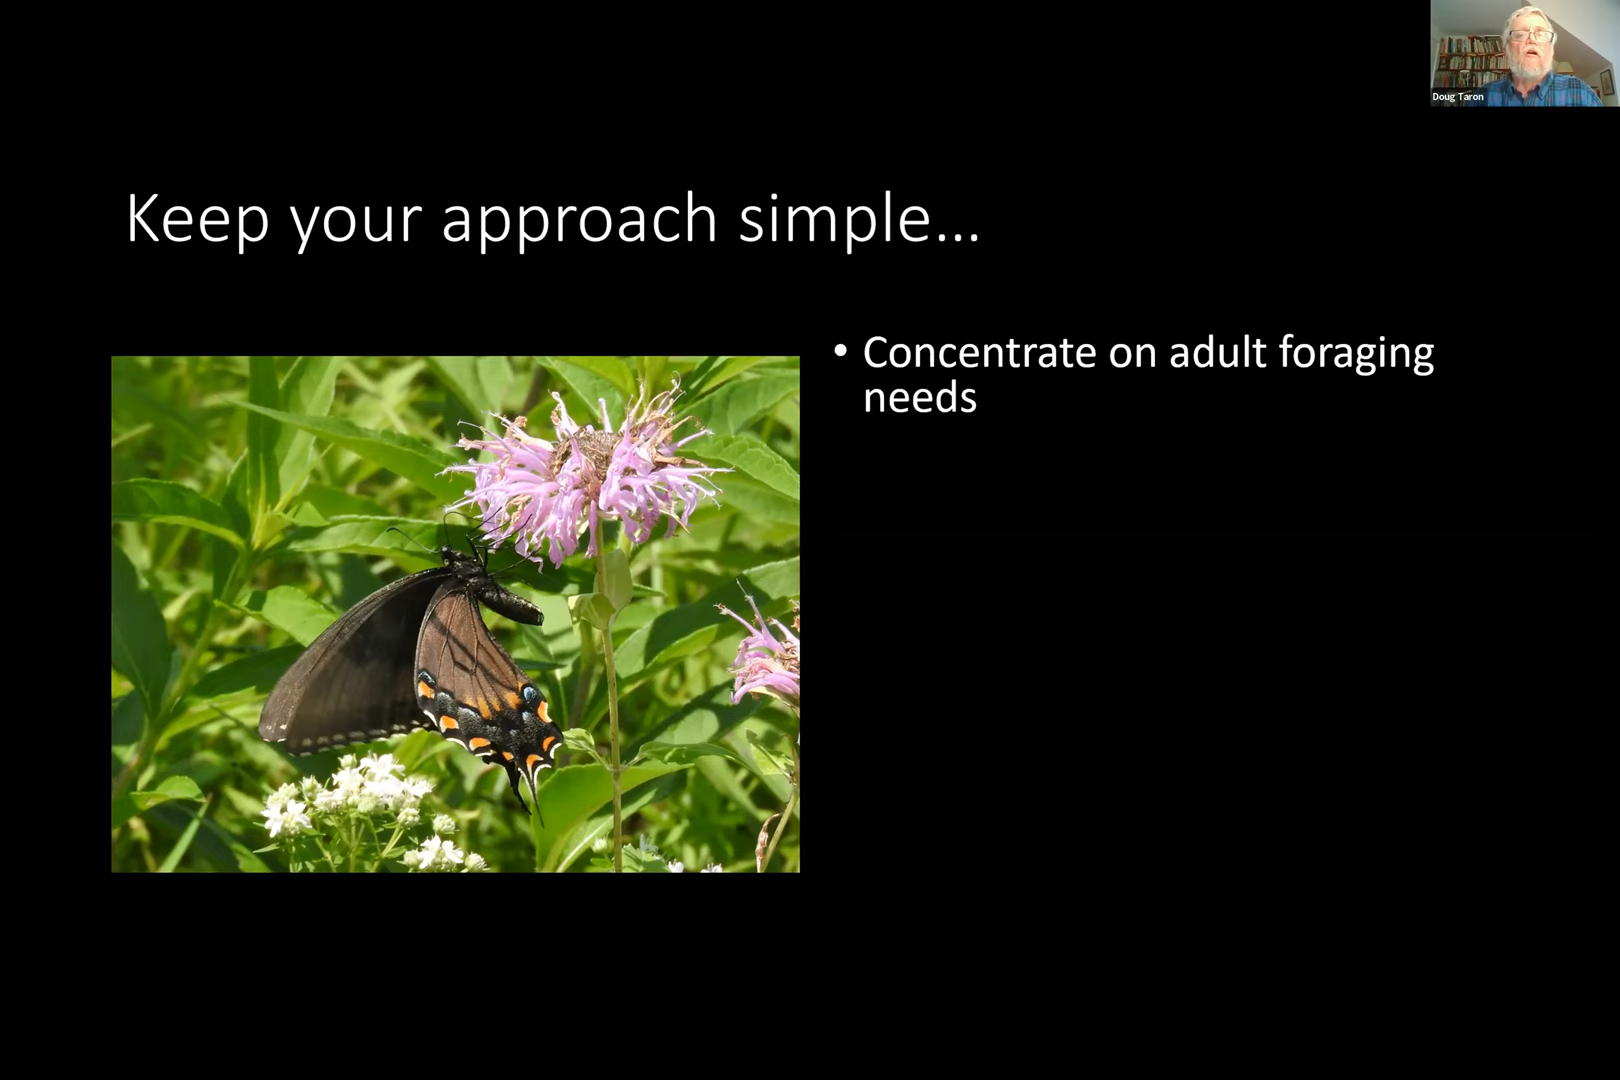 Doug Taron
Keep your approach simple…
• Concentrate on adult foraging
needs